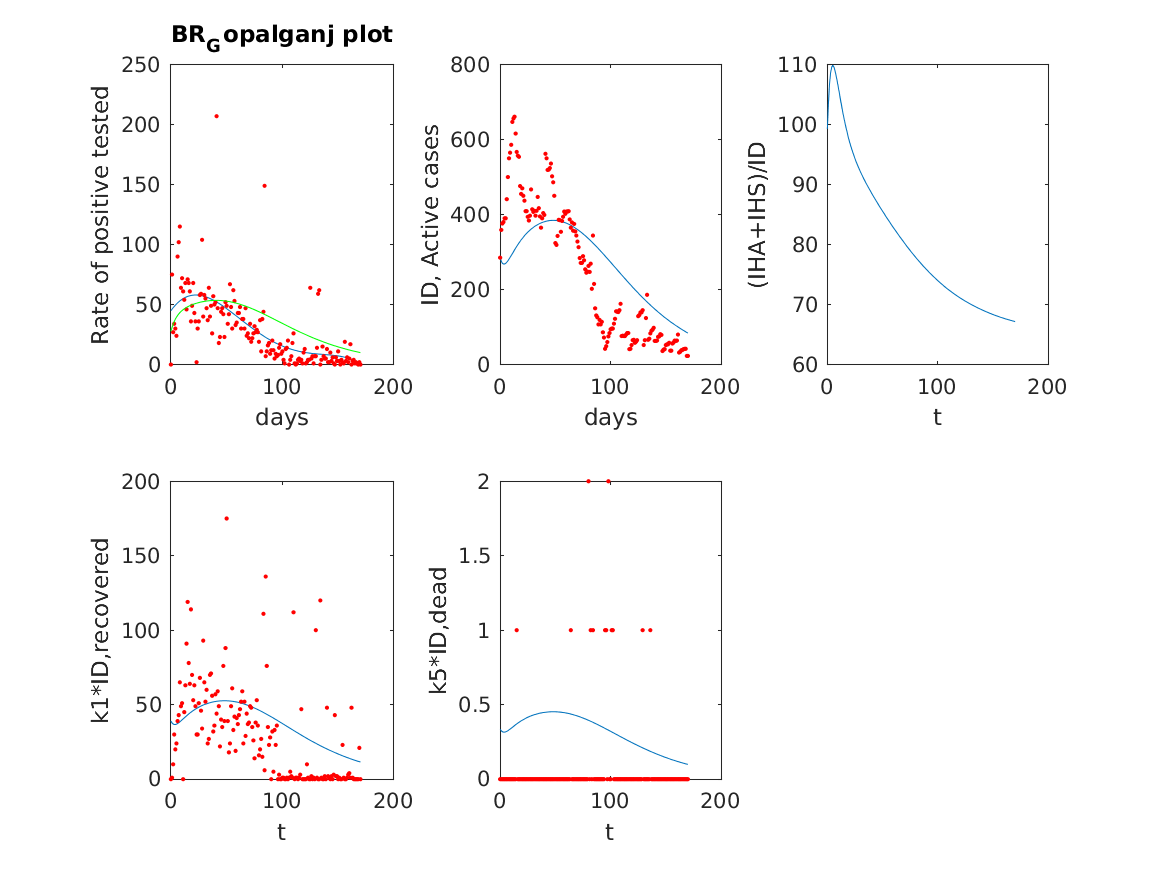 BR_Gopalganj plot
250
200
150
100
50
0
0 100 200
Rate of positive tested
days
800
600
400
200
0
0 100 200
ID, Active cases
days
110
100
90
80
70
60
0 100 200
(IHA+IHS)/ID
t
200
150
100
50
0
0 100 200
k1*ID,recovered
t
2
1.5
1
0.5
0
0 100 200
k5*ID,dead
t